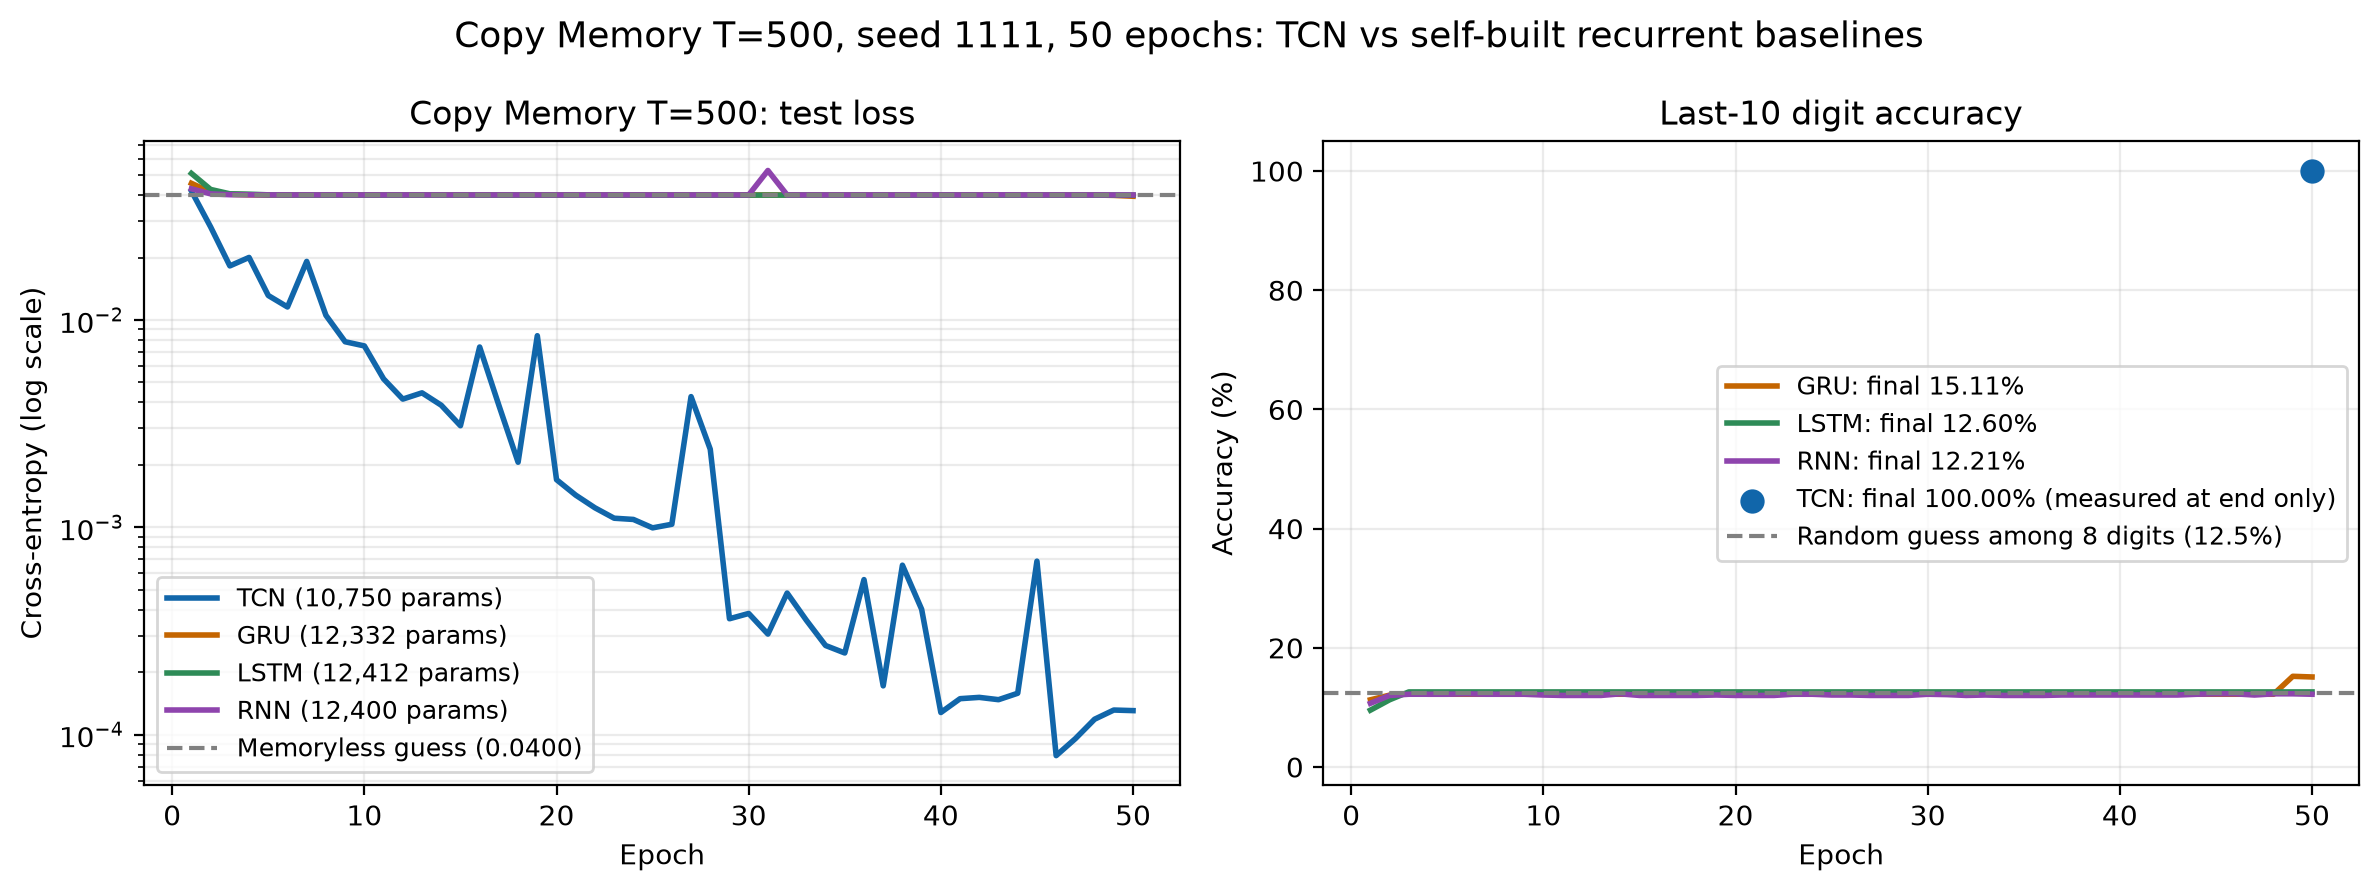 Copy Memory T=500, seed 1111, 50 epochs: TCN vs self-built recurrent baselines
Copy Memory T=500: test loss
Cross-entropy (log scale)
10⁻²
10⁻³
10⁻⁴
TCN (10,750 params)
GRU (12,332 params)
LSTM (12,412 params)
RNN (12,400 params)
Memoryless guess (0.0400)
0 10 20 30 40 50
Epoch
Last-10 digit accuracy
Accuracy (%)
100
80
60
40
20
0
GRU: final 15.11%
LSTM: final 12.60%
RNN: final 12.21%
TCN: final 100.00% (measured at end only)
Random guess among 8 digits (12.5%)
0 10 20 30 40 50
Epoch